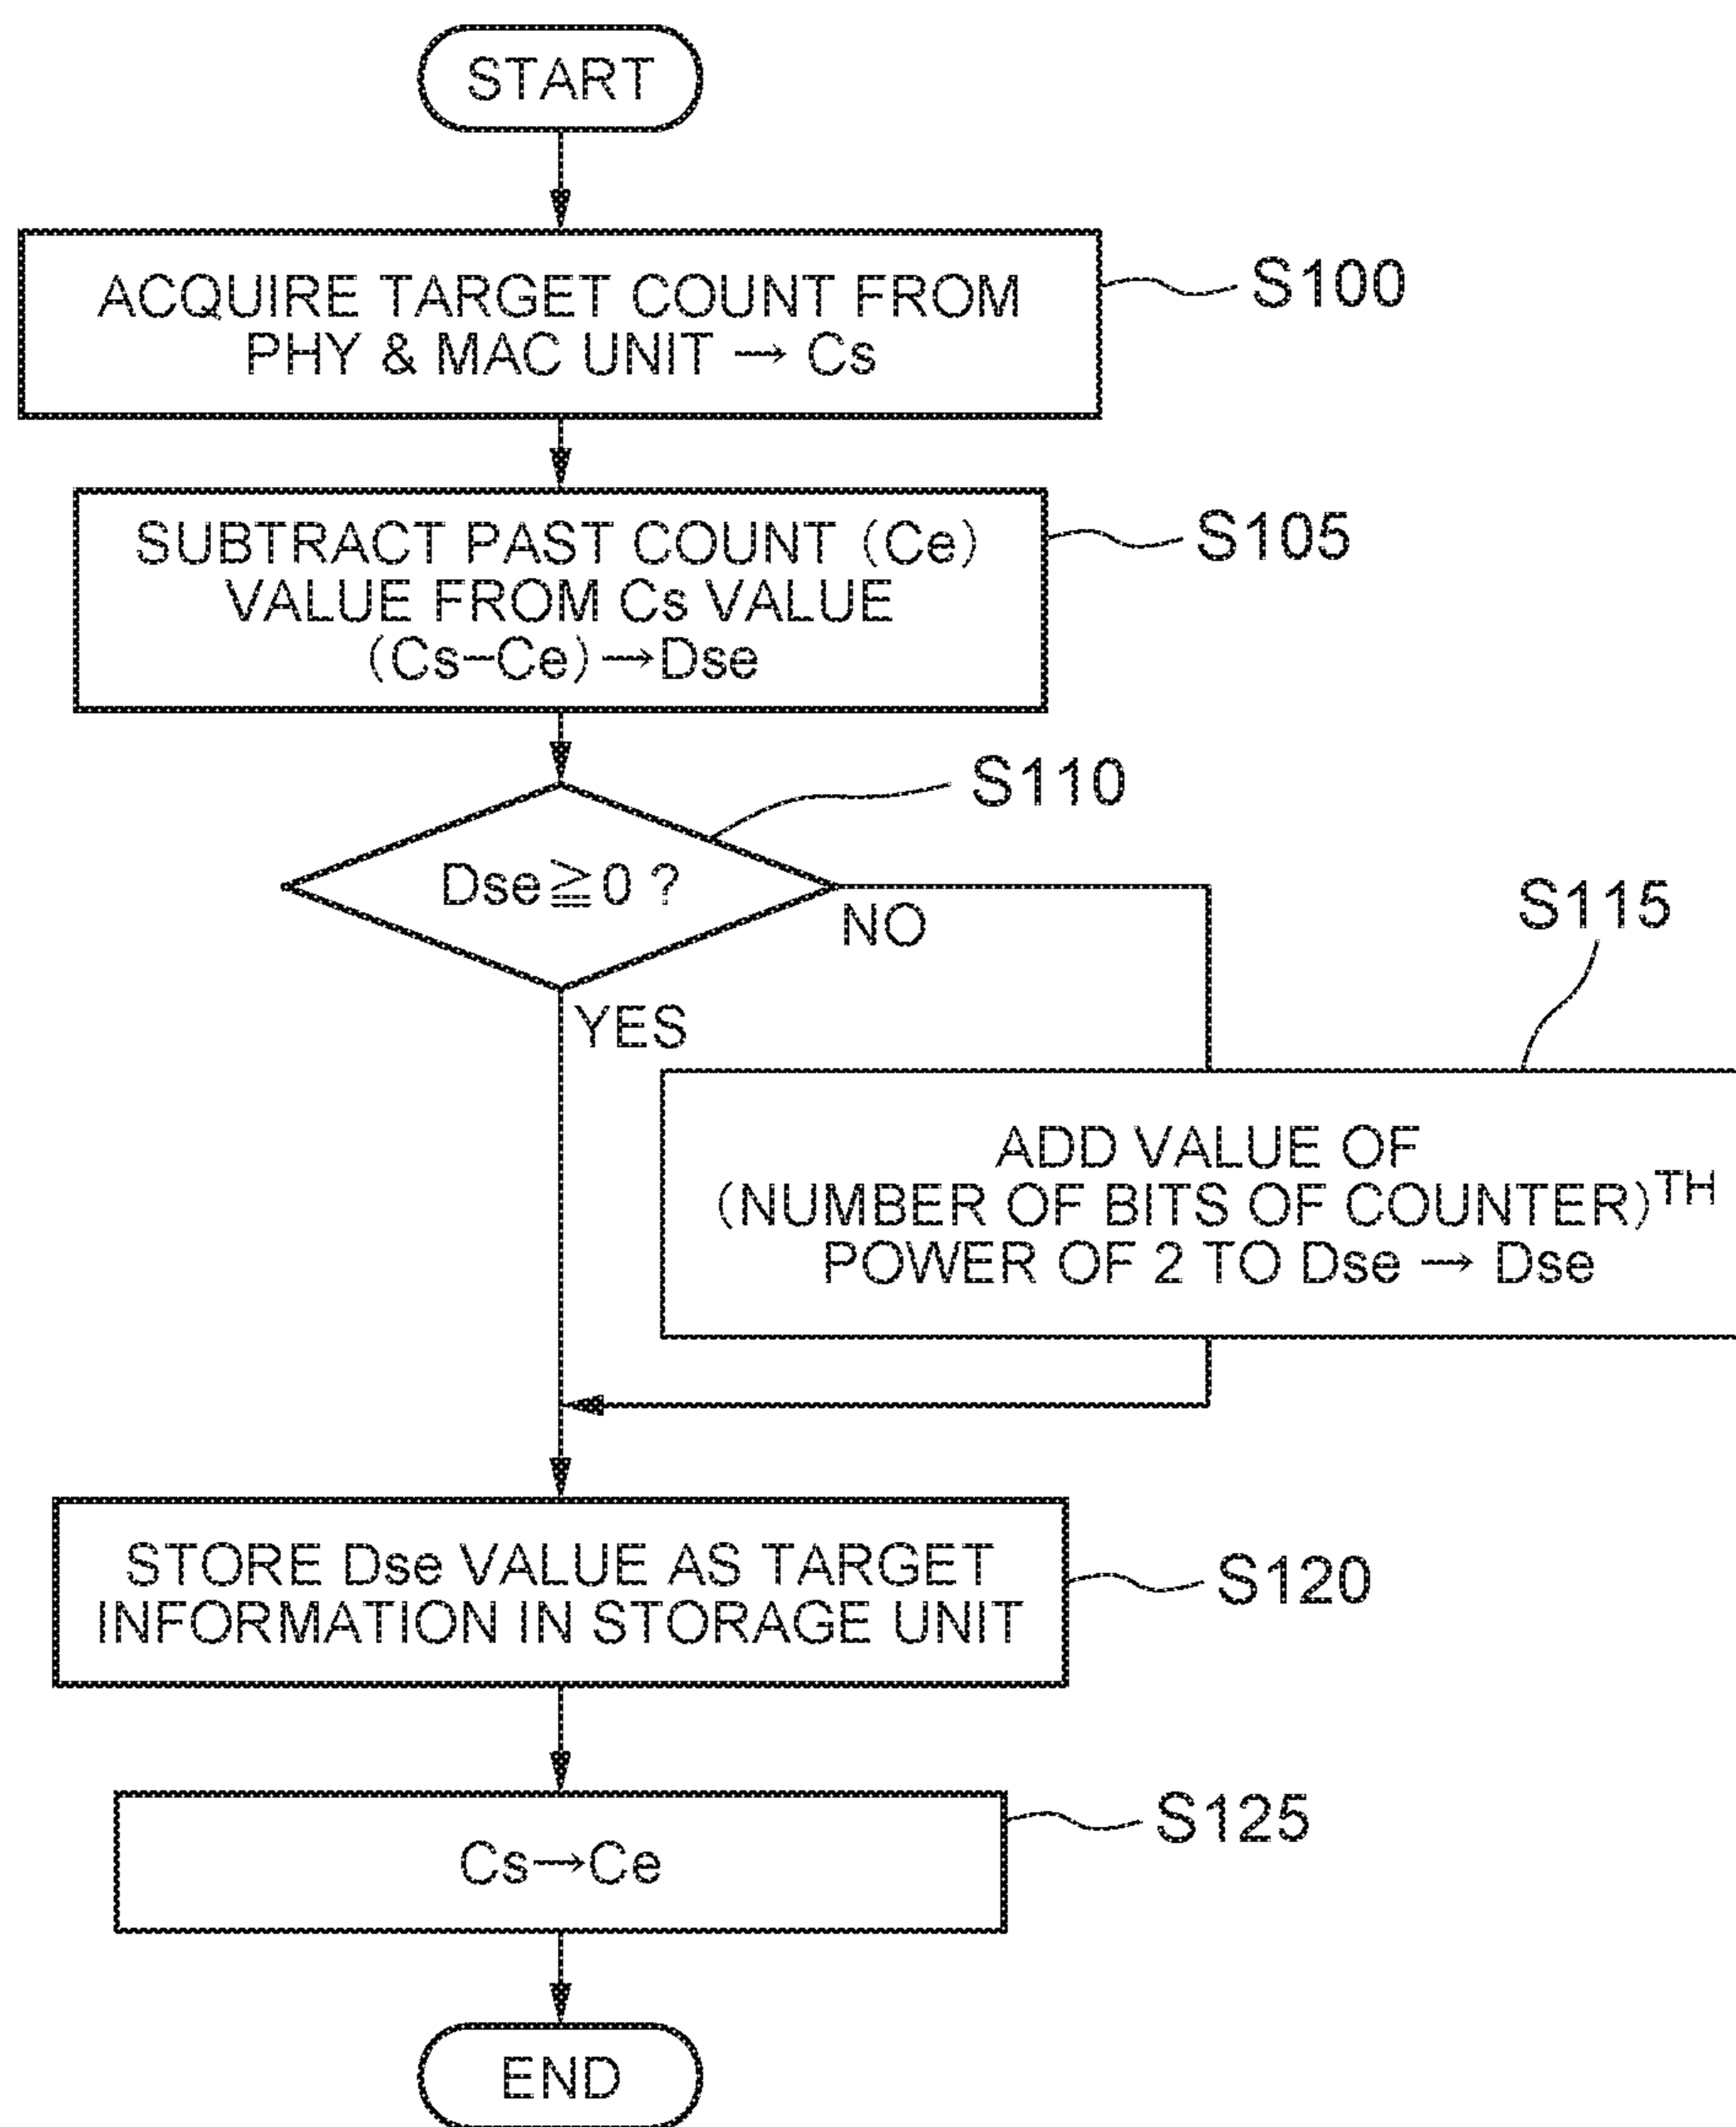 START
ACQUIRE TARGET COUNT FROM
PHY & MAC UNIT → Cs
S100
SUBTRACT PAST COUNT (Ce)
VALUE FROM Cs VALUE
(Cs-Ce)→Dse
S105
S110
Dse≧0 ?
NO
YES
S115
ADD VALUE OF
(NUMBER OF BITS OF COUNTER)TH
POWER OF 2 TO Dse → Dse
STORE Dse VALUE AS TARGET
INFORMATION IN STORAGE UNIT
S120
Cs→Ce
S125
END